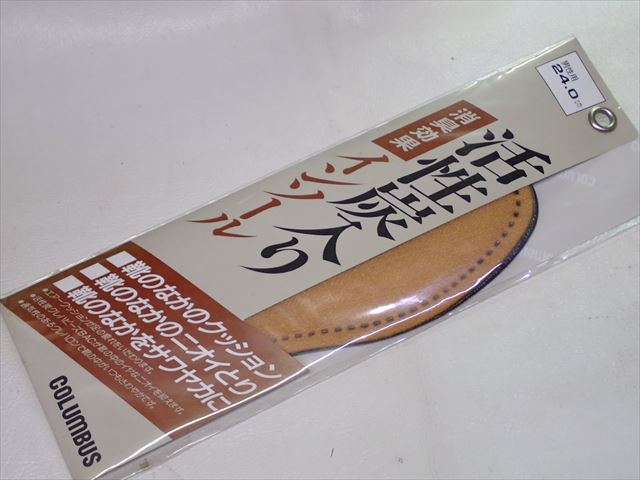 男性用
24.0cm
消臭効果
活性炭入り
インソール
■靴のなかのクッション
■靴のなかのニオイとり
■靴のなかをサワヤカに
COLUMBUS